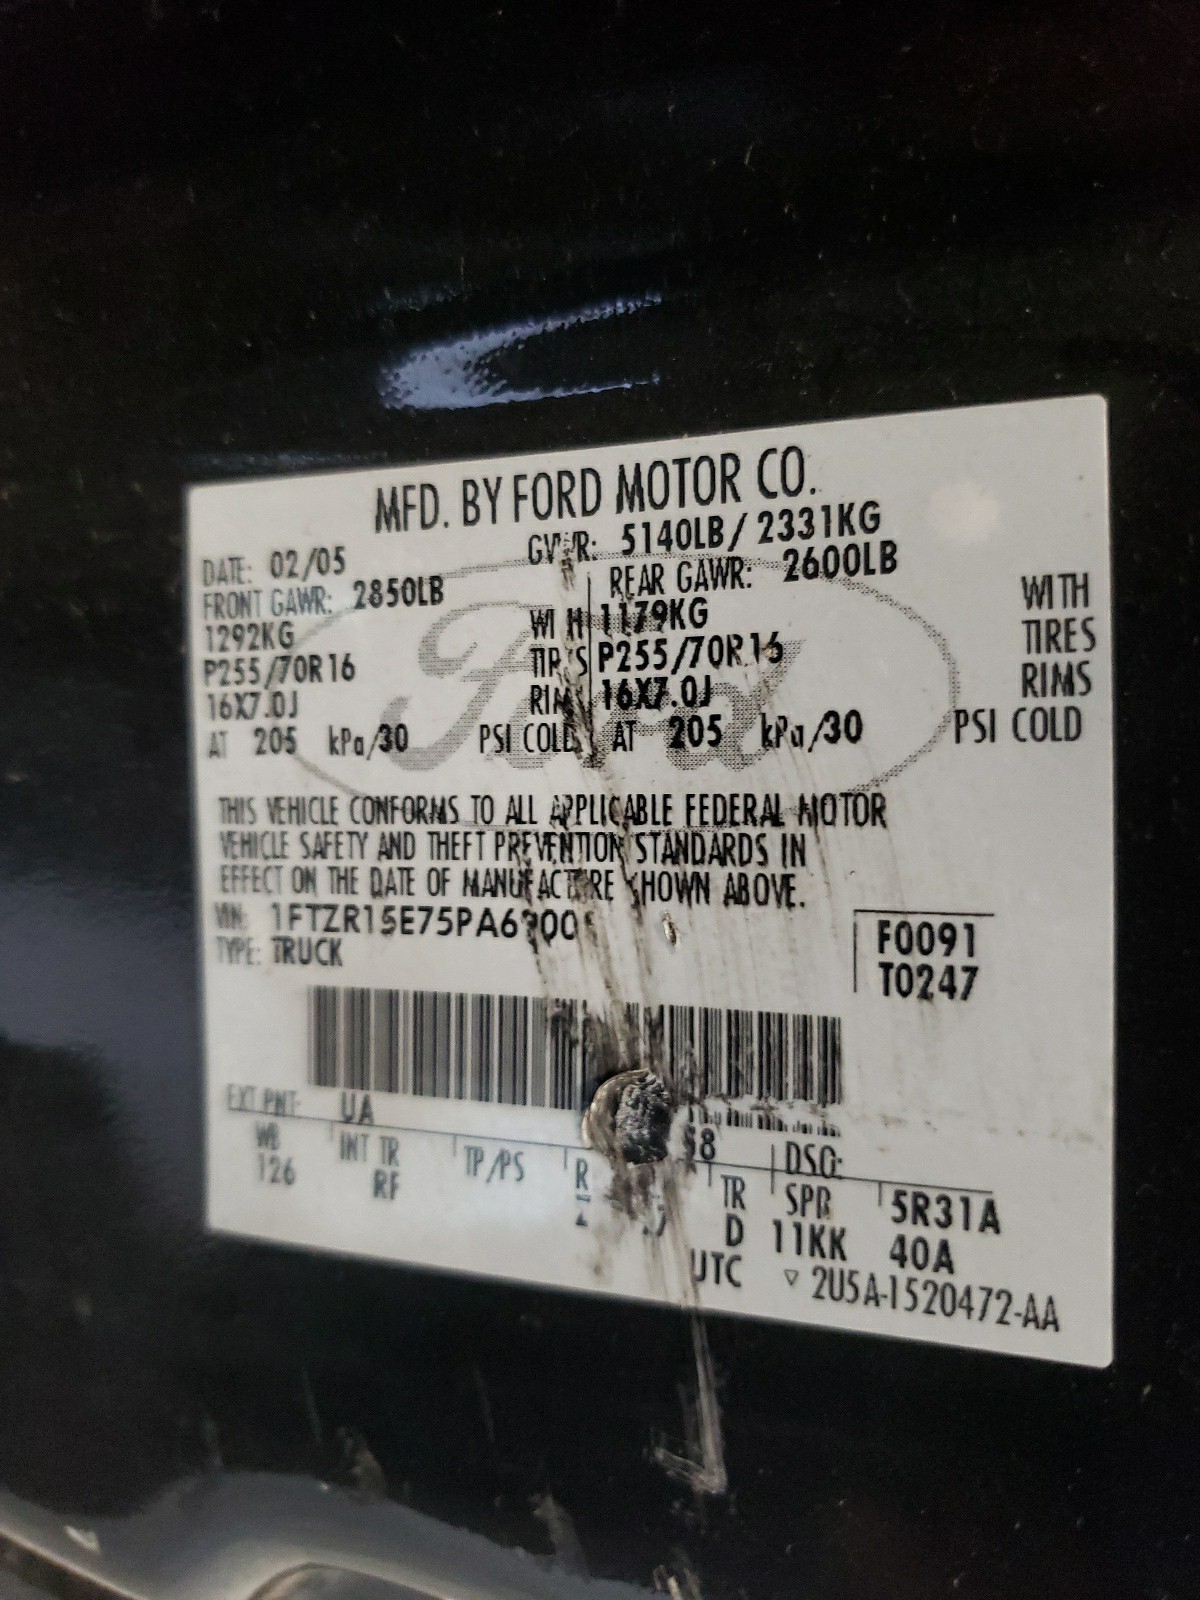 MFD. BY FORD MOTOR CO.
DATE: 02/05 GVWR: 5140LB/ 2331KG
FRONT GAWR: 2850LB REAR GAWR: 2600LB
1292KG WITH 1179KG WITH
P255/70R16 TIRES P255/70R16 TIRES
16X7.0J RIMS 16X7.0J RIMS
AT 205 kPa/30 PSI COLD AT 205 kPa/30 PSI COLD
Ford
THIS VEHICLE CONFORMS TO ALL APPLICABLE FEDERAL MOTOR
VEHICLE SAFETY AND THEFT PREVENTION STANDARDS IN
EFFECT ON THE DATE OF MANUFACTURE SHOWN ABOVE.
VIN: F0091
TYPE: TRUCK T0247
EXT PNT: UA DSO:
WB INT TR TP/PS R TR SPR 5R31A
126 RF D 11KK 40A
UTC ▽ 2U5A-1520472-AA